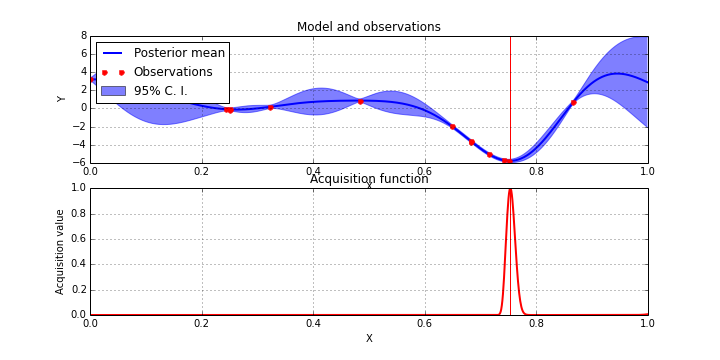 Model and observations
8
6
4
2
0
−2
−4
−6
Y
Posterior mean
Observations
95% C. I.
0.0 0.2 0.4 0.6 0.8 1.0
X
Acquisition function
1.0
0.8
0.6
0.4
0.2
0.0
Acquisition value
0.0 0.2 0.4 0.6 0.8 1.0
X